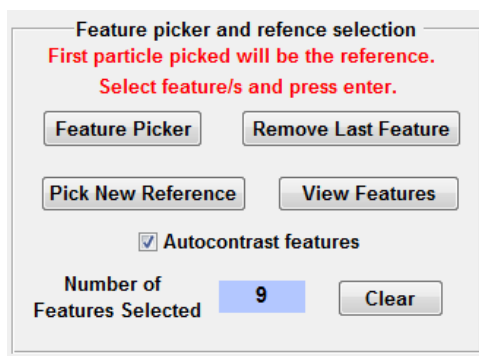 Feature picker and refence selection
First particle picked will be the reference.
Select feature/s and press enter.
Feature Picker
Remove Last Feature
Pick New Reference
View Features
Autocontrast features
Number of
Features Selected
9
Clear